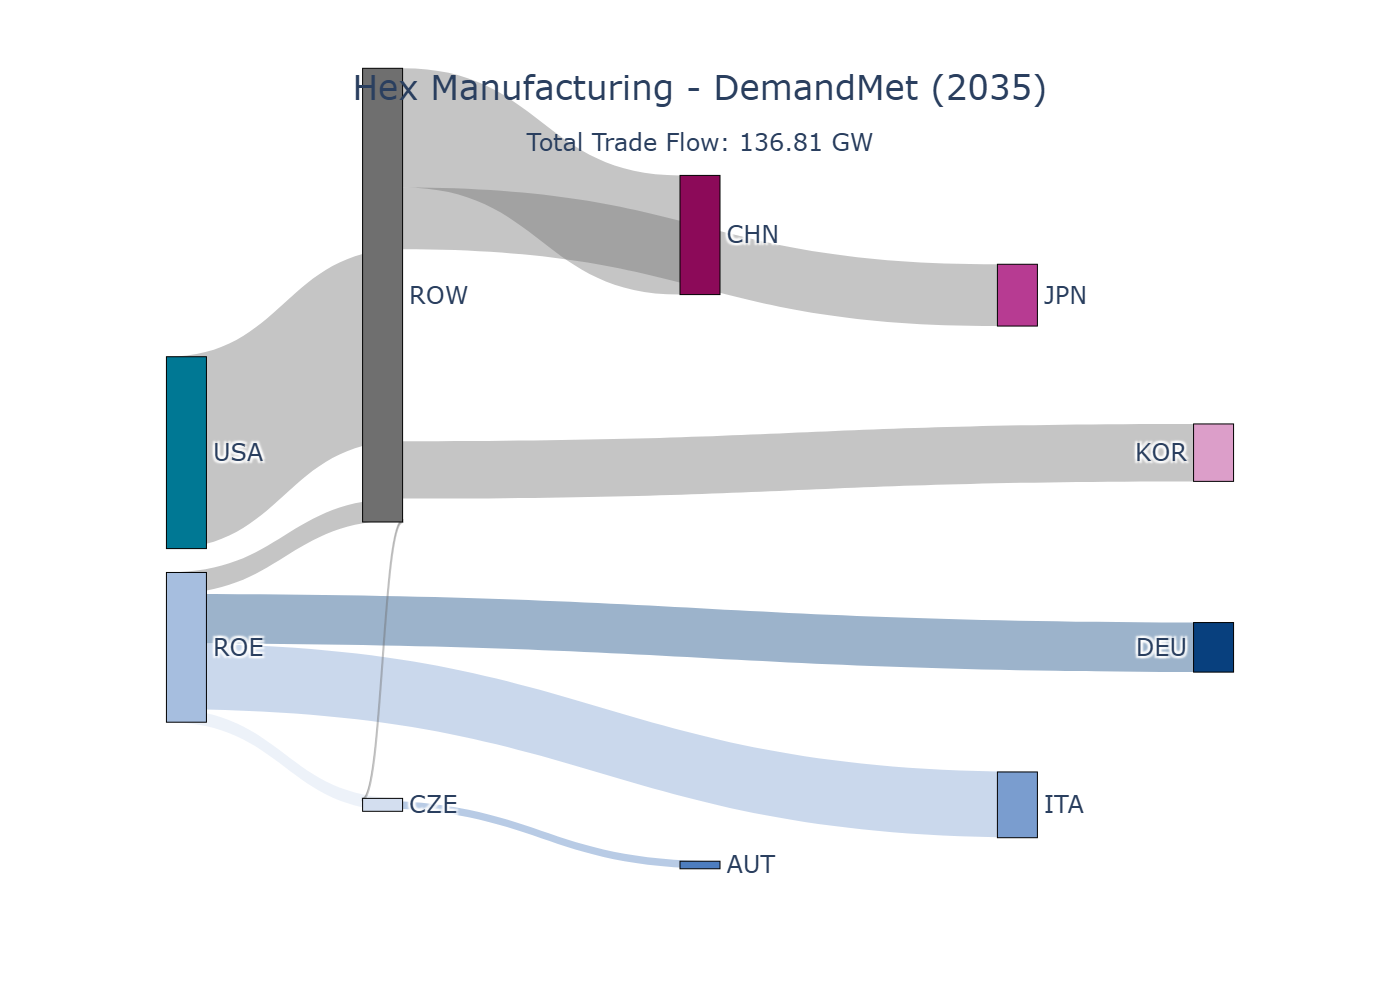 Hex Manufacturing - DemandMet (2035)
Total Trade Flow: 136.81 GW
CHN
ROW
JPN
USA
KOR
ROE
DEU
CZE
ITA
AUT